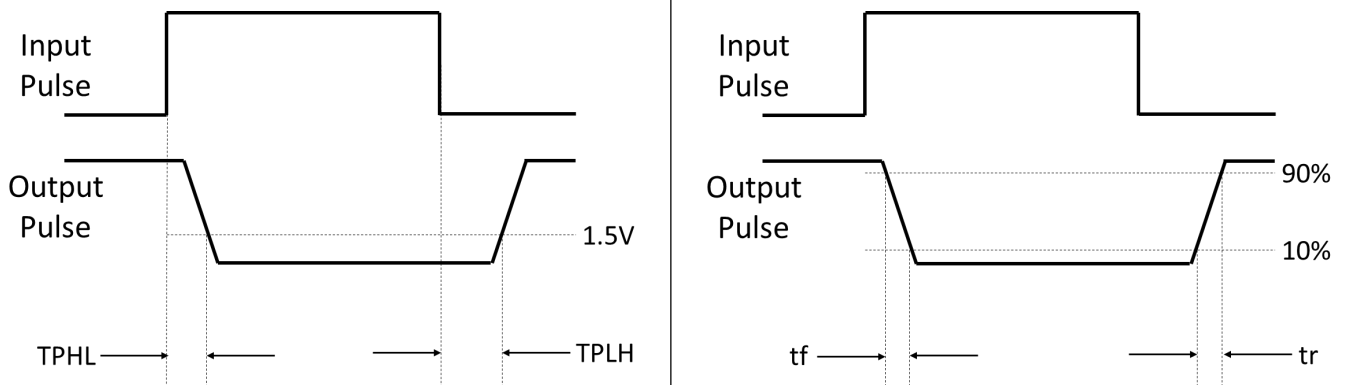 Input
Pulse
Output
Pulse
1.5V
TPHL
TPLH
Input
Pulse
90%
Output
Pulse
10%
tf
tr